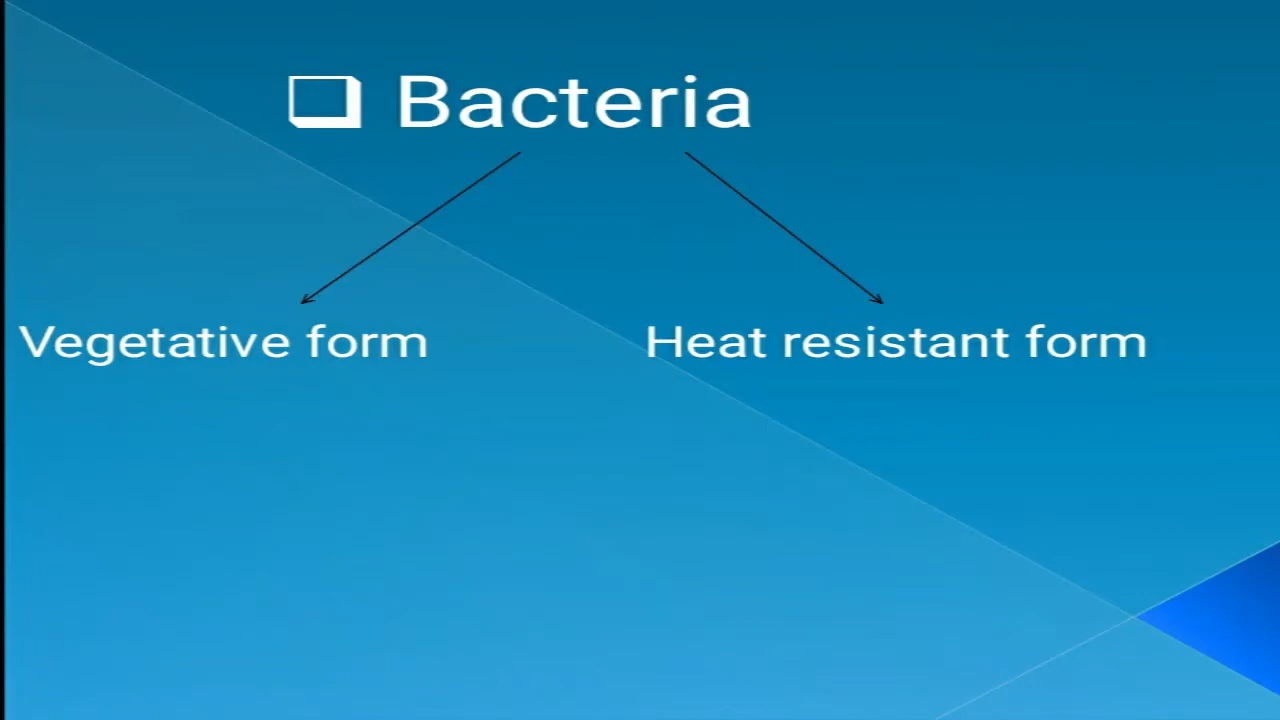 ❑ Bacteria
Vegetative form
Heat resistant form